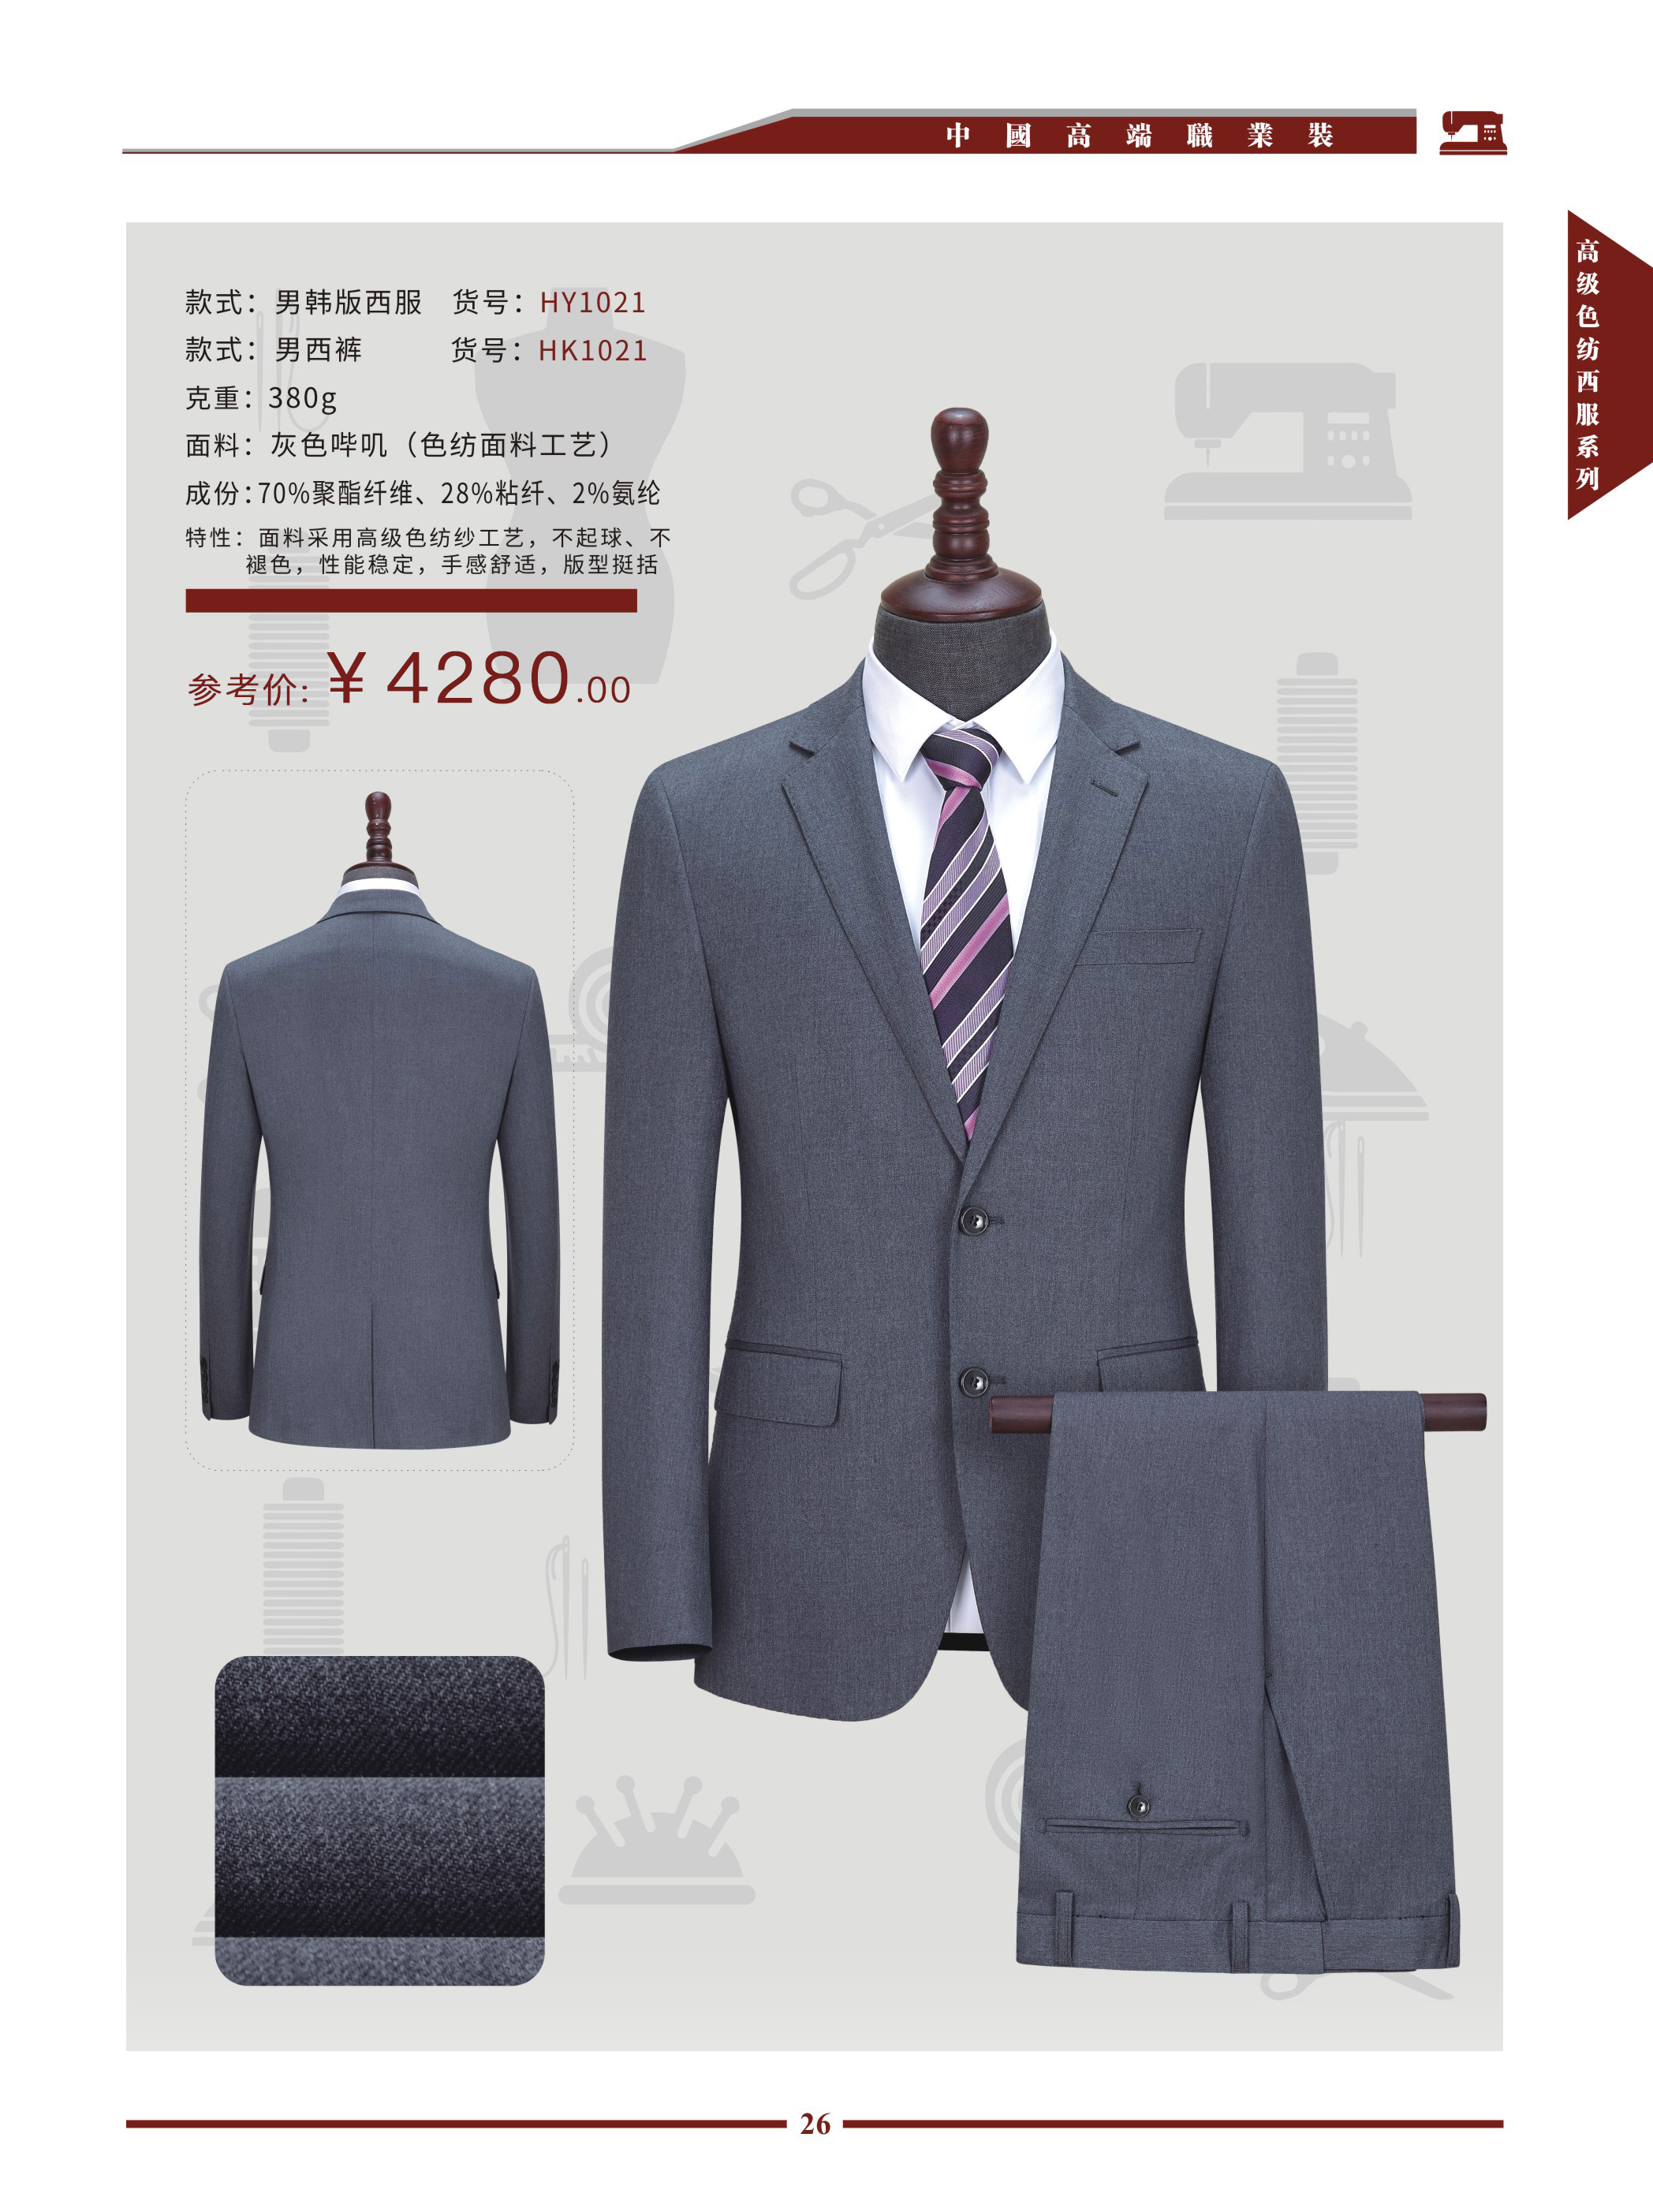 中國高端職業裝
高级色纺西服系列
款式：男韩版西服 货号：HY1021
款式：男西裤 货号：HK1021
克重：380g
面料：灰色哔叽（色纺面料工艺）
成份：70%聚酯纤维、28%粘纤、2%氨纶
特性：面料采用高级色纺纱工艺，不起球、不
褪色，性能稳定，手感舒适，版型挺括
参考价：¥4280.00
26